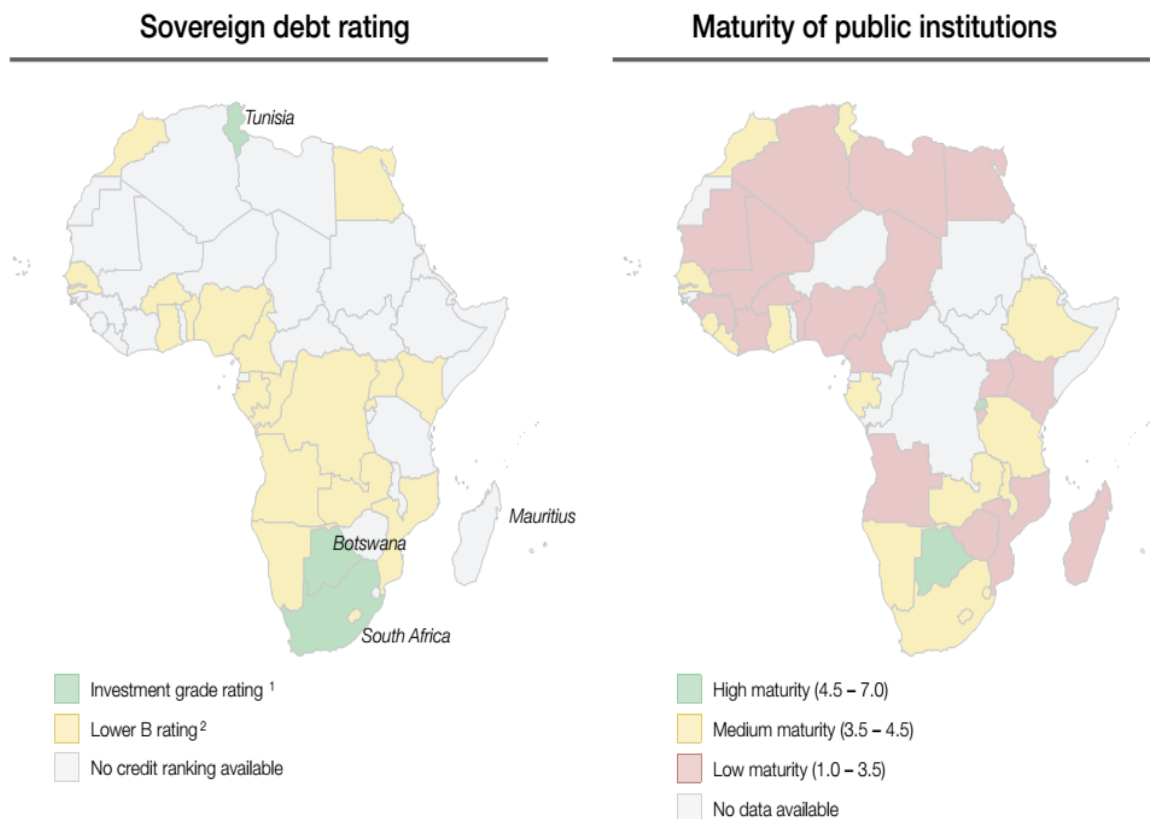 Sovereign debt rating
Tunisia
Mauritius
Botswana
South Africa
Investment grade rating 1
Lower B rating 2
No credit ranking available
Maturity of public institutions
High maturity (4.5 – 7.0)
Medium maturity (3.5 – 4.5)
Low maturity (1.0 – 3.5)
No data available